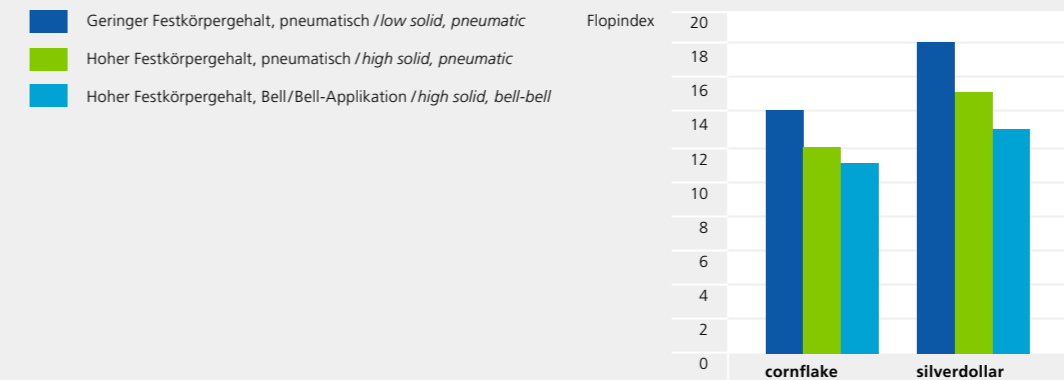 Geringer Festkörpergehalt, pneumatisch / low solid, pneumatic
Hoher Festkörpergehalt, pneumatisch / high solid, pneumatic
Hoher Festkörpergehalt, Bell/Bell-Applikation / high solid, bell-bell
Flopindex
20
18
16
14
12
10
8
6
4
2
0
cornflake silverdollar